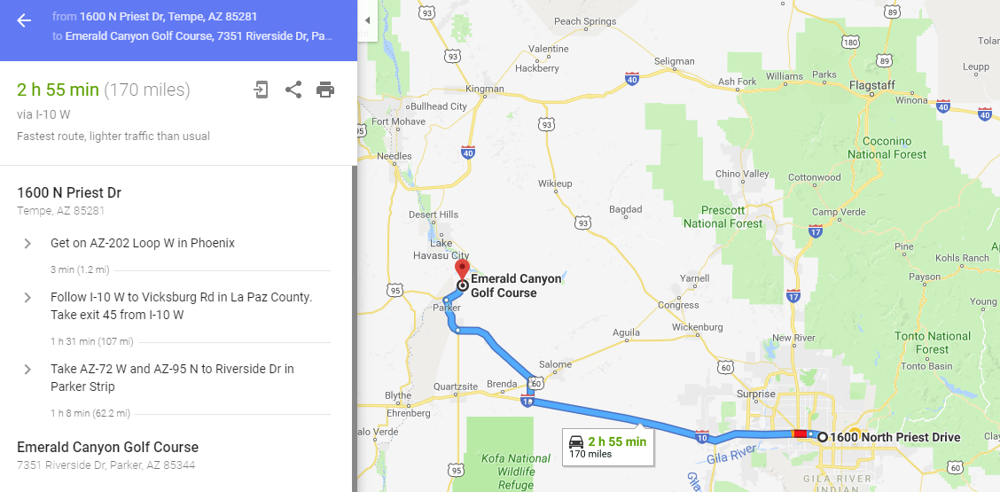 from 1600 N Priest Dr, Tempe, AZ 85281
to Emerald Canyon Golf Course, 7351 Riverside Dr, Pa...
2 h 55 min (170 miles)
via I-10 W
Fastest route, lighter traffic than usual
1600 N Priest Dr
Tempe, AZ 85281
Get on AZ-202 Loop W in Phoenix
3 min (1.2 mi)
Follow I-10 W to Vicksburg Rd in La Paz County.
Take exit 45 from I-10 W
1 h 31 min (107 mi)
Take AZ-72 W and AZ-95 N to Riverside Dr in
Parker Strip
1 h 8 min (62.2 mi)
Emerald Canyon Golf Course
7351 Riverside Dr, Parker, AZ 85344
93
Peach Springs
89
180
Valentine
Hackberry
93
Seligman
89
Leupp
40
Ash Fork
Williams
Parks
Flagstaff
Kingman
Winona
40
40
Bullhead City
Fort Mohave
93
95
40
Needles
Coconino
National Forest
Chino Valley
Cottonwood
Wikieup
Bagdad
Prescott
National Forest
Camp Verde
Desert Hills
93
17
Lake
Havasu City
Pine
Kohls Ranch
Payson
Emerald Canyon
Golf Course
Yarnell
95
Parker
Congress
17
Young
Wickenburg
Aguila
New River
Tonto National
Forest
Tonto Basin
Salome
60
60
Brenda
Quartzsite
Blythe
Ehrenberg
Surprise
10
10
1600 North Priest Drive
2 h 55 min
170 miles
alo Verde
Gila River
Kofa National
Wildlife
Refuge
95
60
GILA RIVER
INDIAN